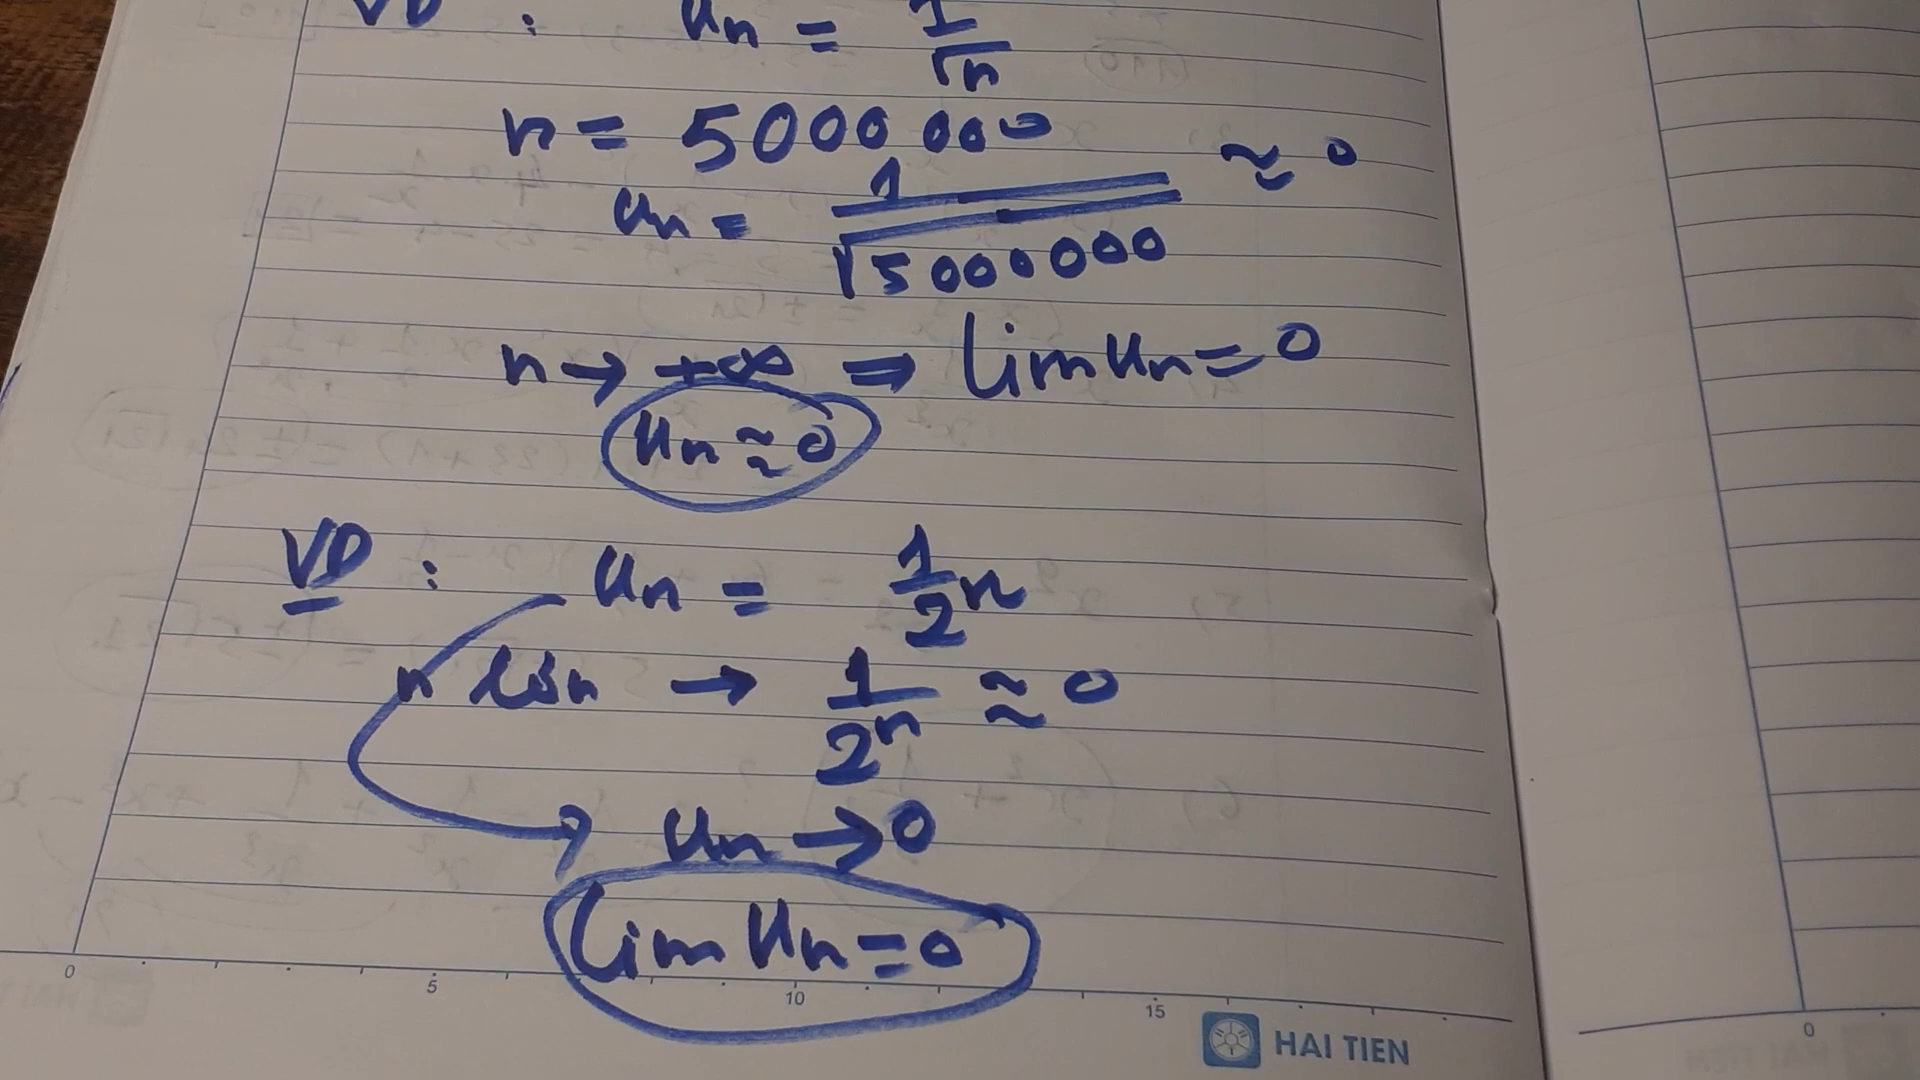 VD : Un = 1/√n
n = 5000 000
Un = 1/√5000000 ≈ 0
n → +∞ ⇒ lim Un = 0
Un ≈ 0
VD : Un = 1/2 n
n lớn → 1/2ⁿ ≈ 0
Un → 0
lim Un = 0
0 5 10 15 0
HAI TIEN